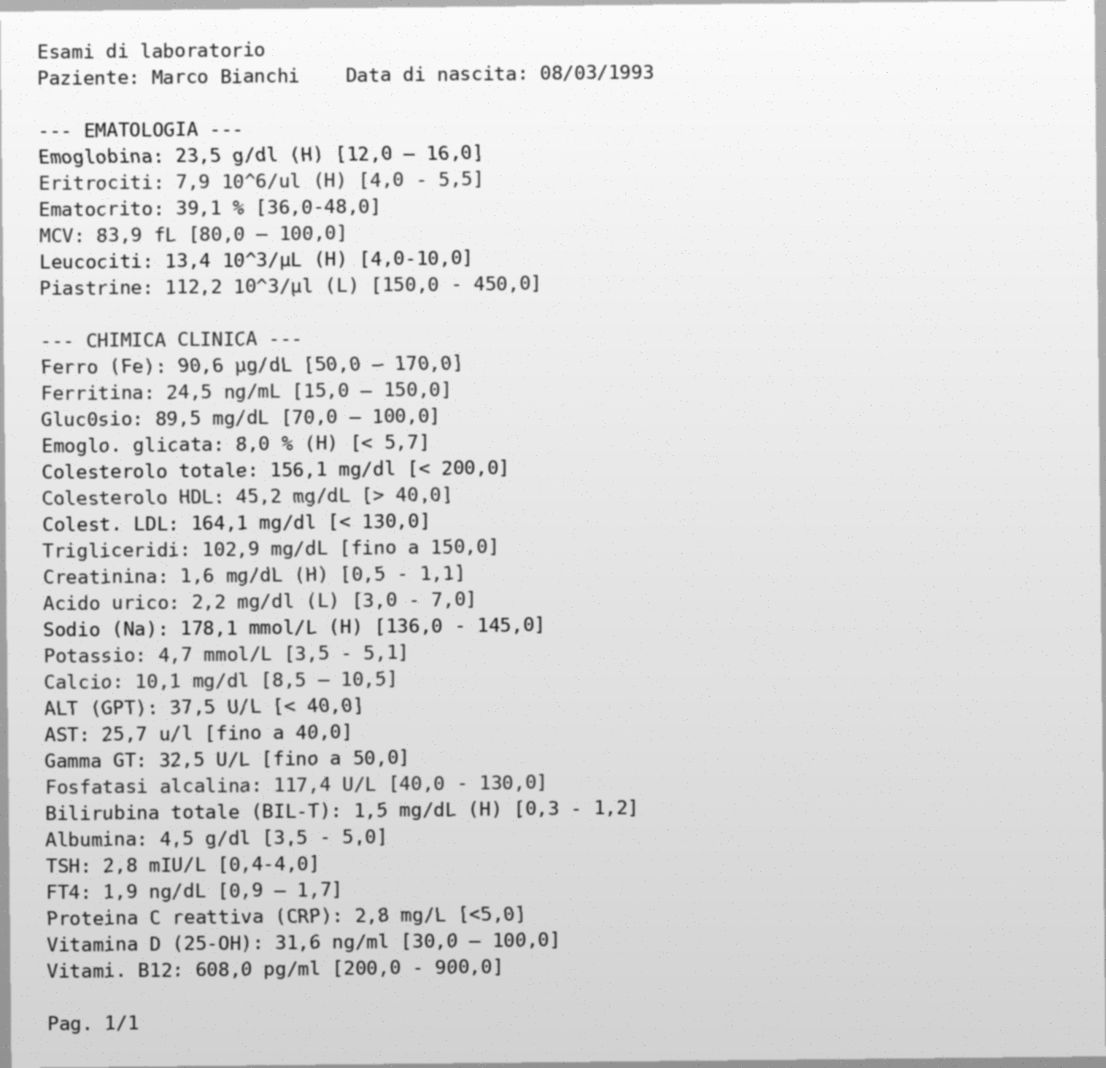 Esami di laboratorio
Paziente: Marco Bianchi    Data di nascita: 08/03/1993

--- EMATOLOGIA ---
Emoglobina: 23,5 g/dl (H) [12,0 – 16,0]
Eritrociti: 7,9 10^6/ul (H) [4,0 - 5,5]
Ematocrito: 39,1 % [36,0-48,0]
MCV: 83,9 fL [80,0 – 100,0]
Leucociti: 13,4 10^3/µL (H) [4,0-10,0]
Piastrine: 112,2 10^3/µl (L) [150,0 - 450,0]

--- CHIMICA CLINICA ---
Ferro (Fe): 90,6 µg/dL [50,0 – 170,0]
Ferritina: 24,5 ng/mL [15,0 – 150,0]
Gluc0sio: 89,5 mg/dL [70,0 – 100,0]
Emoglo. glicata: 8,0 % (H) [< 5,7]
Colesterolo totale: 156,1 mg/dl [< 200,0]
Colesterolo HDL: 45,2 mg/dL [> 40,0]
Colest. LDL: 164,1 mg/dl [< 130,0]
Trigliceridi: 102,9 mg/dL [fino a 150,0]
Creatinina: 1,6 mg/dL (H) [0,5 - 1,1]
Acido urico: 2,2 mg/dl (L) [3,0 - 7,0]
Sodio (Na): 178,1 mmol/L (H) [136,0 - 145,0]
Potassio: 4,7 mmol/L [3,5 - 5,1]
Calcio: 10,1 mg/dl [8,5 – 10,5]
ALT (GPT): 37,5 U/L [< 40,0]
AST: 25,7 u/l [fino a 40,0]
Gamma GT: 32,5 U/L [fino a 50,0]
Fosfatasi alcalina: 117,4 U/L [40,0 - 130,0]
Bilirubina totale (BIL-T): 1,5 mg/dL (H) [0,3 - 1,2]
Albumina: 4,5 g/dl [3,5 - 5,0]
TSH: 2,8 mIU/L [0,4-4,0]
FT4: 1,9 ng/dL [0,9 – 1,7]
Proteina C reattiva (CRP): 2,8 mg/L [<5,0]
Vitamina D (25-OH): 31,6 ng/ml [30,0 – 100,0]
Vitami. B12: 608,0 pg/ml [200,0 - 900,0]

Pag. 1/1